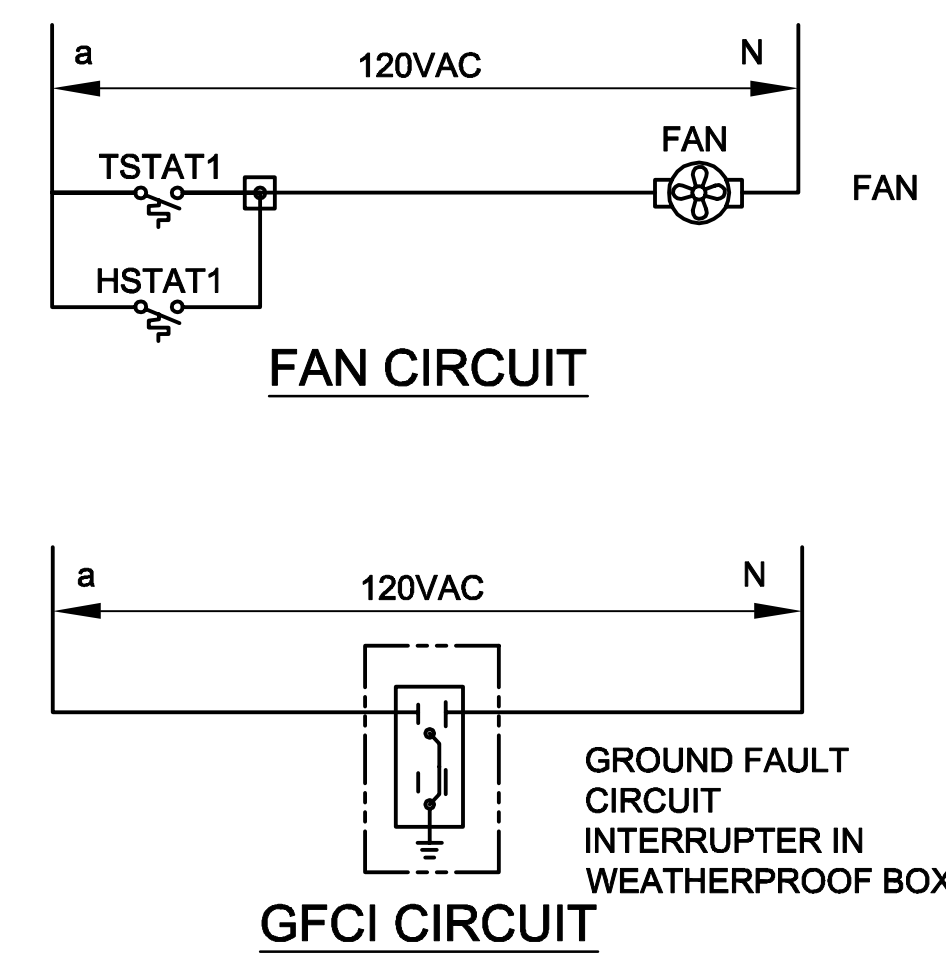 a 120VAC N
FAN
TSTAT1
FAN
HSTAT1
FAN CIRCUIT
a 120VAC N
GROUND FAULT
CIRCUIT
INTERRUPTER IN
WEATHERPROOF BOX
GFCI CIRCUIT